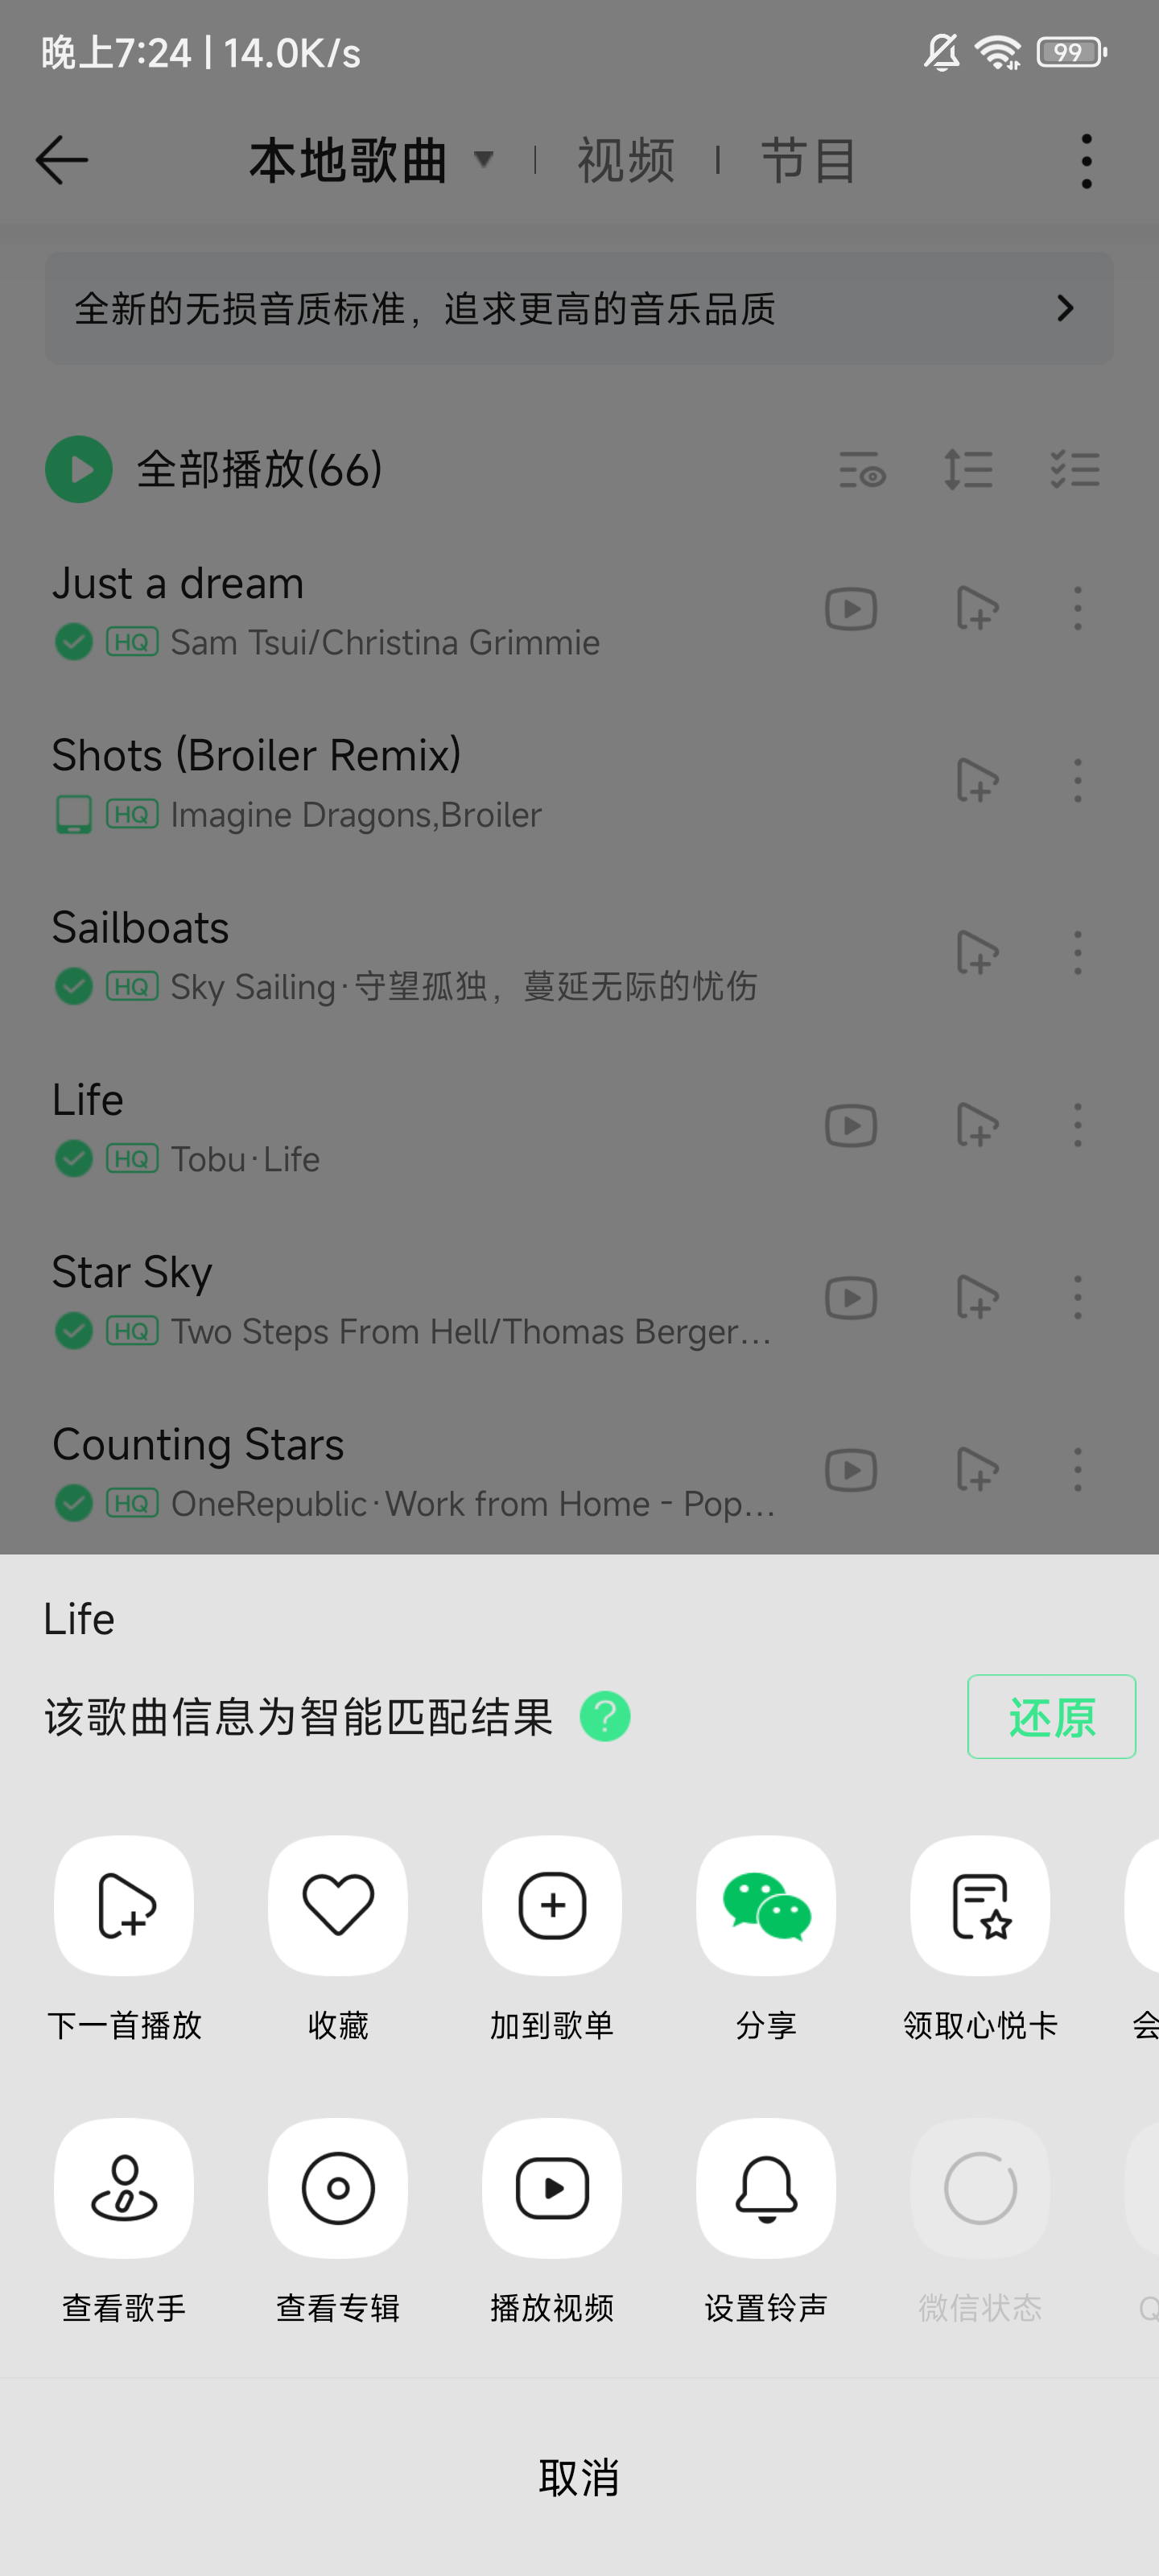 晚上7:24 | 14.0K/s
99
本地歌曲 视频 节目
全新的无损音质标准，追求更高的音乐品质
全部播放(66)
Just a dream
HQ Sam Tsui/Christina Grimmie
Shots (Broiler Remix)
HQ Imagine Dragons,Broiler
Sailboats
HQ Sky Sailing·守望孤独，蔓延无际的忧伤
Life
HQ Tobu·Life
Star Sky
HQ Two Steps From Hell/Thomas Berger...
Counting Stars
HQ OneRepublic·Work from Home - Pop...
Life
该歌曲信息为智能匹配结果 ? 还原
下一首播放 收藏 加到歌单 分享 领取心悦卡 会
查看歌手 查看专辑 播放视频 设置铃声 微信状态 Q
取消